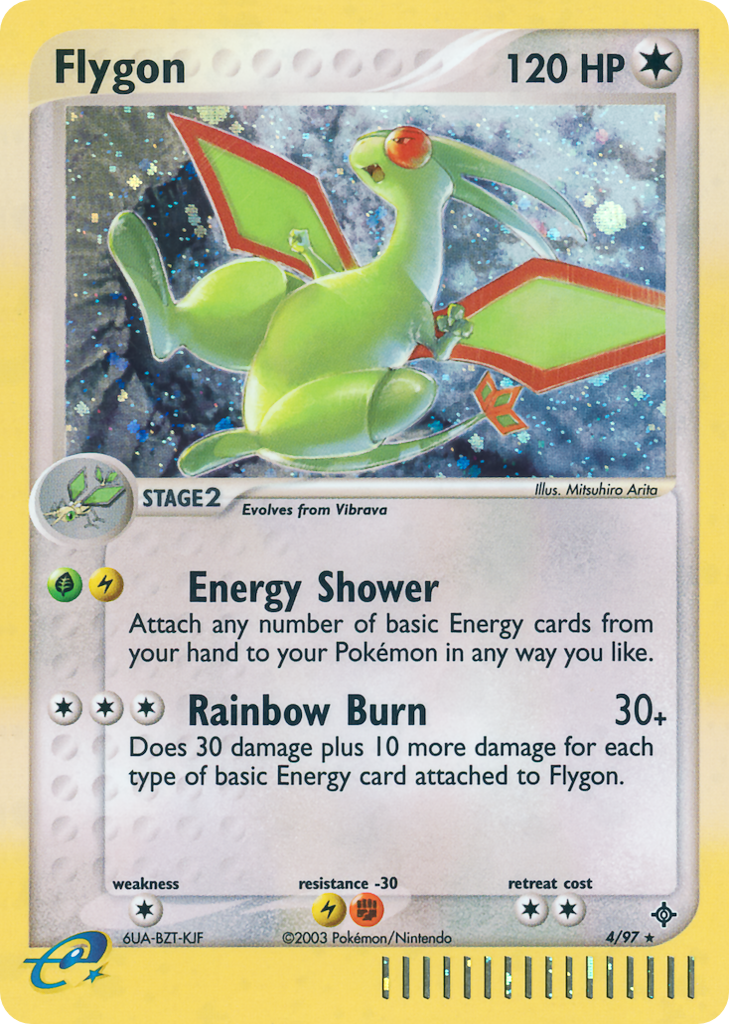 Flygon 120 HP
Illus. Mitsuhiro Arita
STAGE2
Evolves from Vibrava
Energy Shower
Attach any number of basic Energy cards from
your hand to your Pokémon in any way you like.
Rainbow Burn 30+
Does 30 damage plus 10 more damage for each
type of basic Energy card attached to Flygon.
weakness resistance -30 retreat cost
6UA-BZT-KJF ©2003 Pokémon/Nintendo 4/97 ★
e